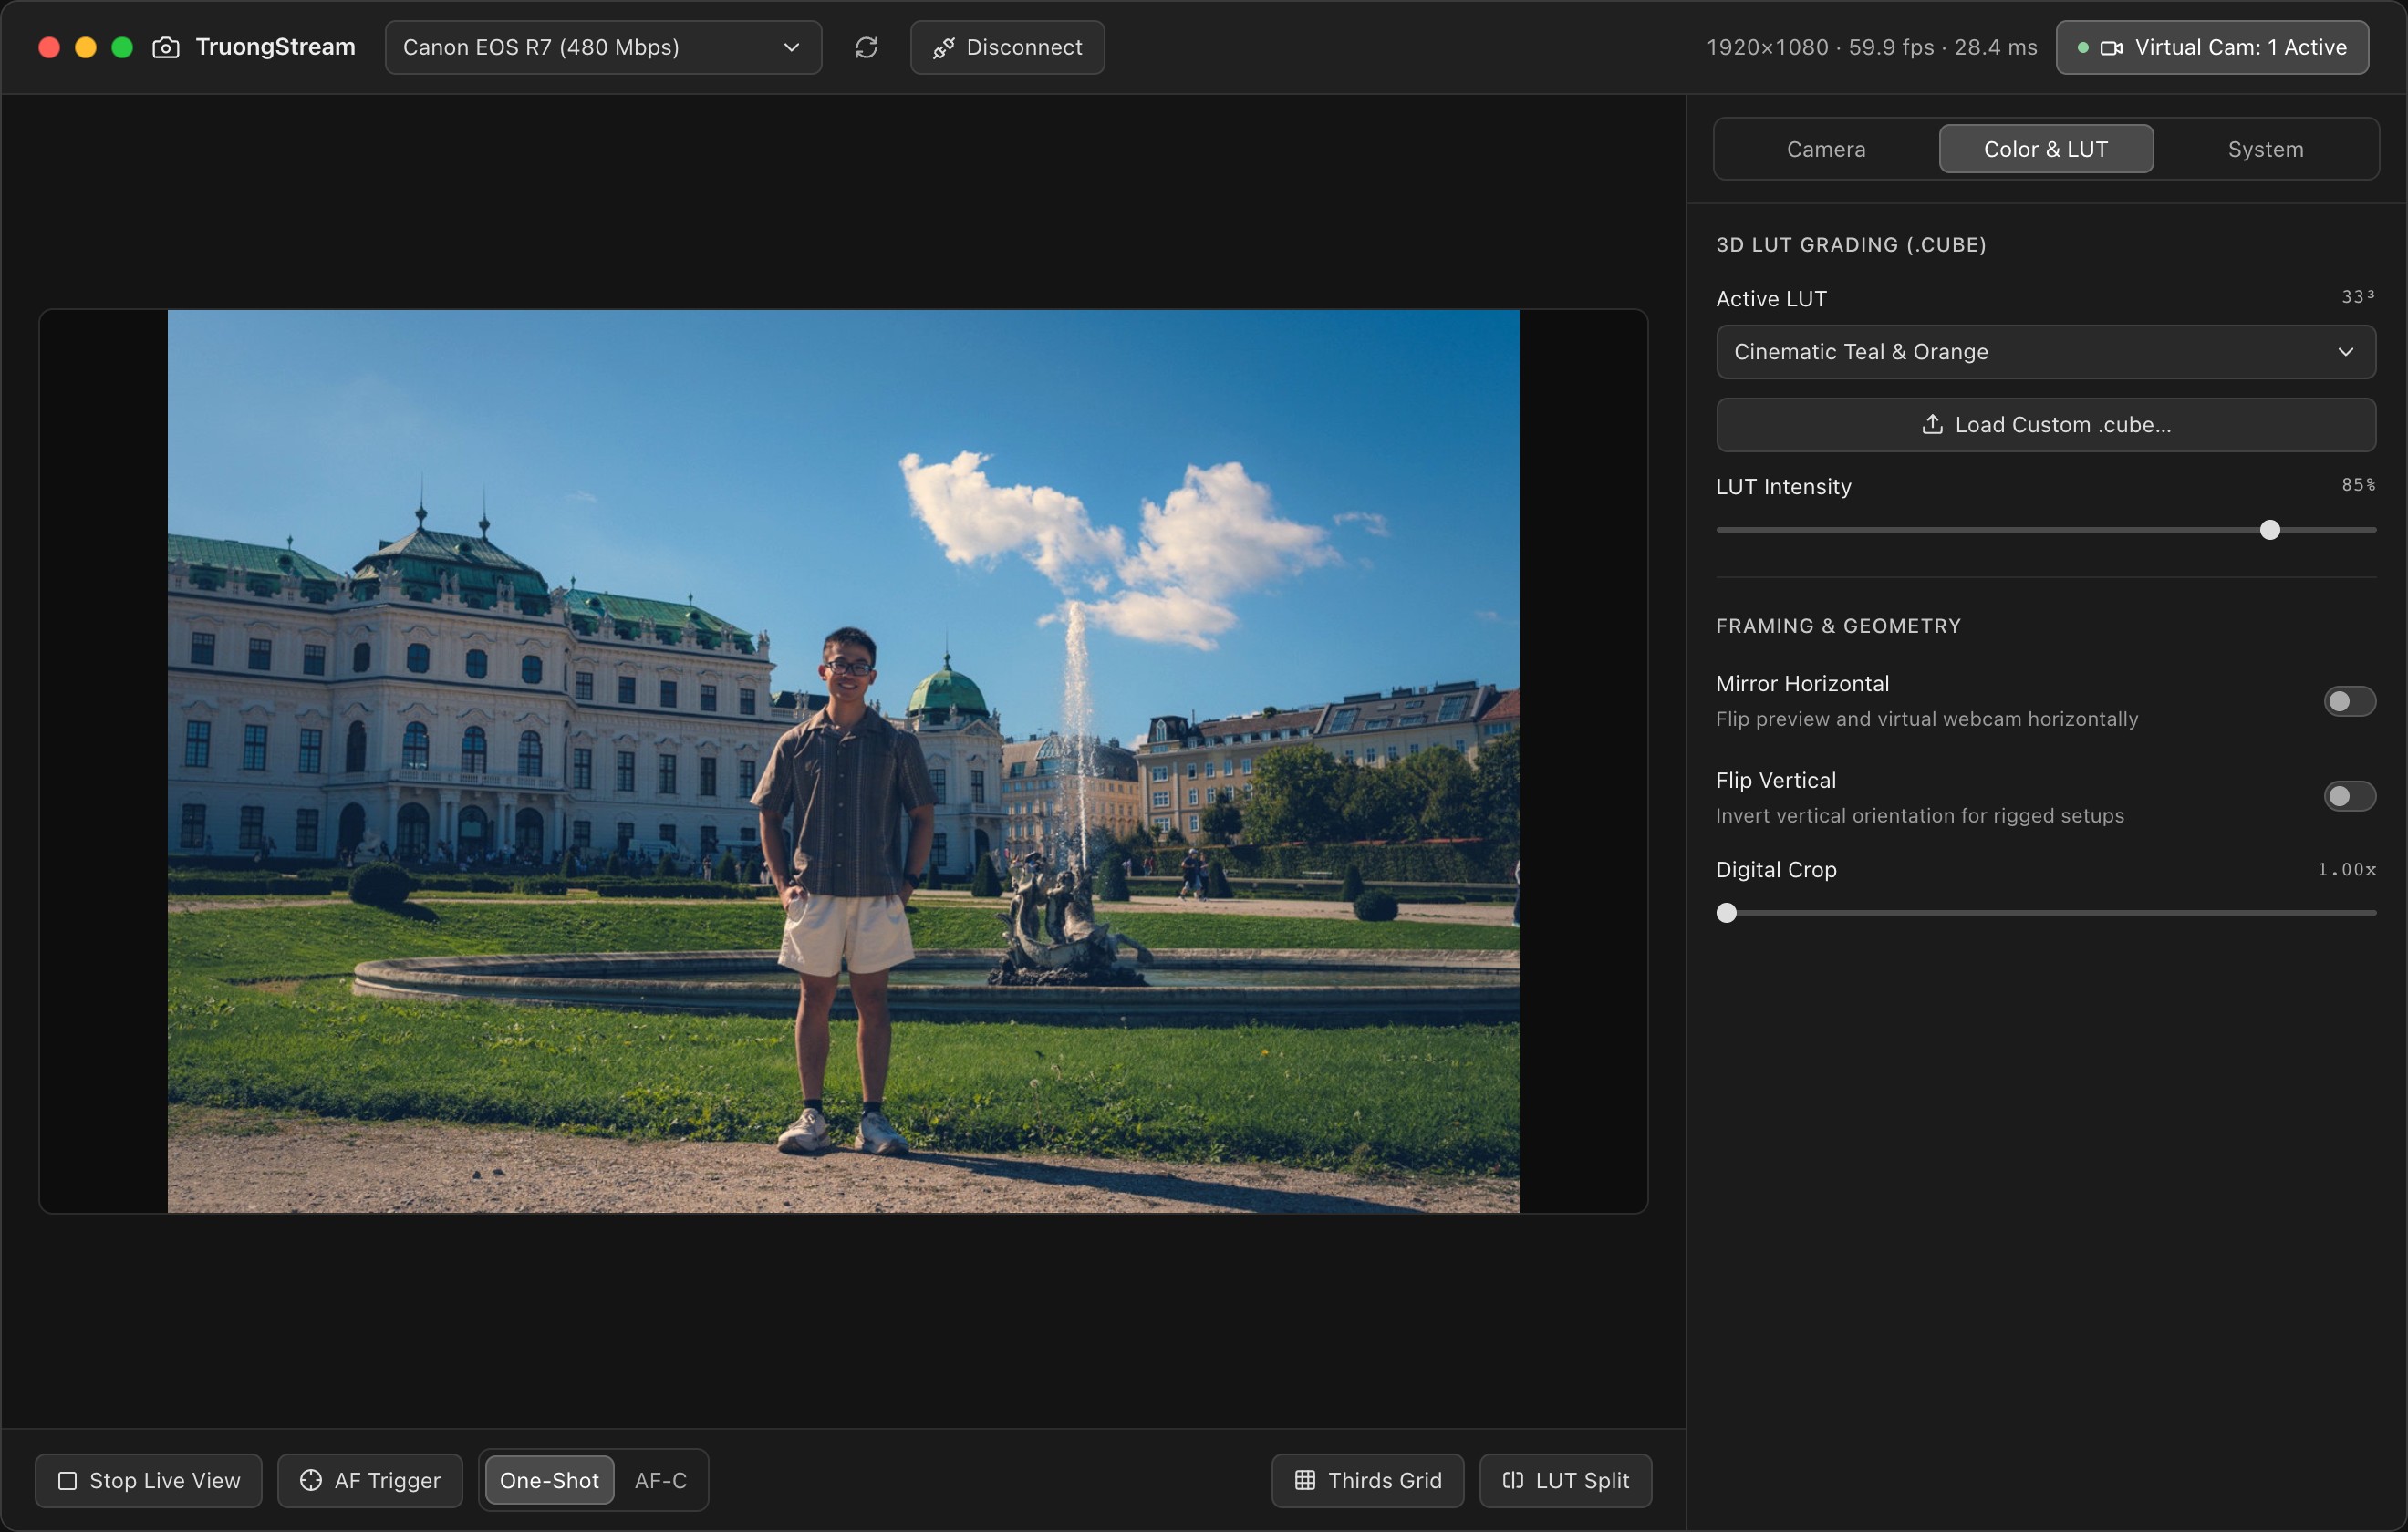 TruongStream
Canon EOS R7 (480 Mbps)
Disconnect
1920×1080 · 59.9 fps · 28.4 ms
Virtual Cam: 1 Active
Camera
Color & LUT
System
3D LUT GRADING (.CUBE)
Active LUT
33³
Cinematic Teal & Orange
Load Custom .cube...
LUT Intensity
85%
FRAMING & GEOMETRY
Mirror Horizontal
Flip preview and virtual webcam horizontally
Flip Vertical
Invert vertical orientation for rigged setups
Digital Crop
1.00x
Stop Live View
AF Trigger
One-Shot
AF-C
Thirds Grid
LUT Split